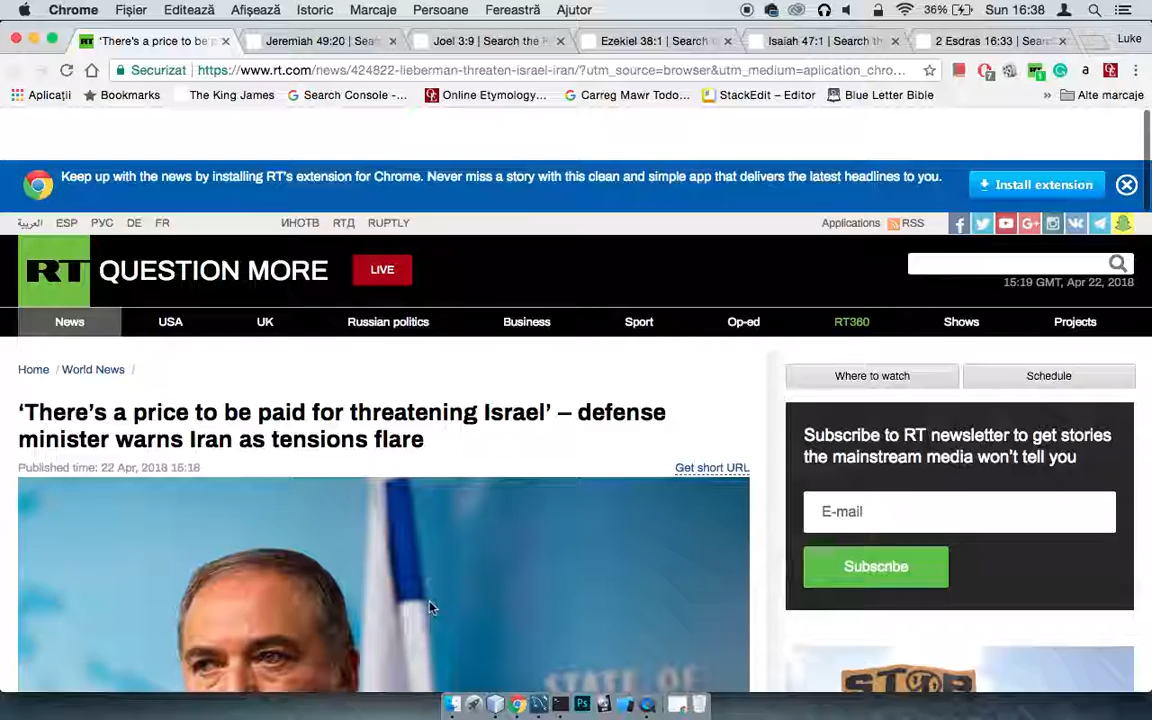 Chrome Fișier Editează Afișează Istoric Marcaje Persoane Fereastră Ajutor 36% Sun 16:38
'There's a price to be p
Jeremiah 49:20 | Sea
Joel 3:9 | Search the
Ezekiel 38:1 | Search
Isaiah 47:1 | Search th
2 Esdras 16:33 | Searc
Luke
Securizat https://www.rt.com/news/424822-lieberman-threaten-israel-iran/?utm_source=browser&utm_medium=aplication_chro...
Aplicații Bookmarks The King James Search Console -... Online Etymology... Carreg Mawr Todo... StackEdit – Editor Blue Letter Bible » Alte marcaje
Keep up with the news by installing RT's extension for Chrome. Never miss a story with this clean and simple app that delivers the latest headlines to you.
Install extension
العربية ESP РУС DE FR ИНОТВ РТД RUPTLY Applications RSS
RT QUESTION MORE LIVE
15:19 GMT, Apr 22, 2018
News USA UK Russian politics Business Sport Op-ed RT360 Shows Projects
Home / World News /
Where to watch Schedule
'There's a price to be paid for threatening Israel' – defense
minister warns Iran as tensions flare
Published time: 22 Apr, 2018 15:18
Get short URL
Subscribe to RT newsletter to get stories
the mainstream media won't tell you
E-mail
Subscribe
STATE OF